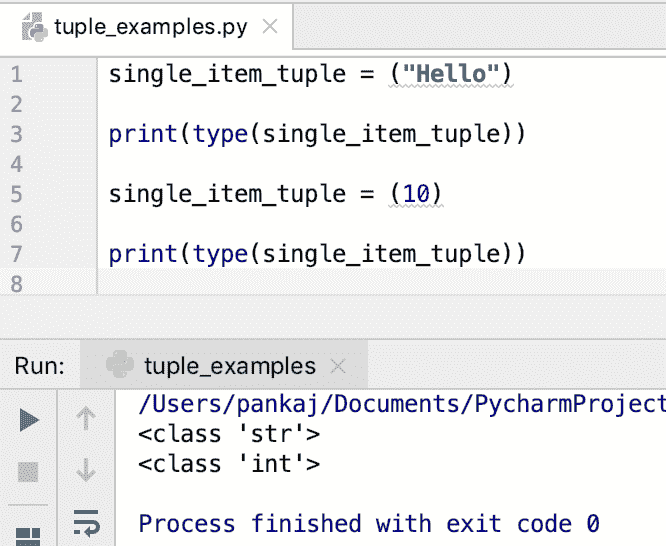 tuple_examples.py
1 single_item_tuple = ("Hello")
2
3 print(type(single_item_tuple))
4
5 single_item_tuple = (10)
6
7 print(type(single_item_tuple))
8
Run: tuple_examples
/Users/pankaj/Documents/PycharmProject
<class 'str'>
<class 'int'>
Process finished with exit code 0